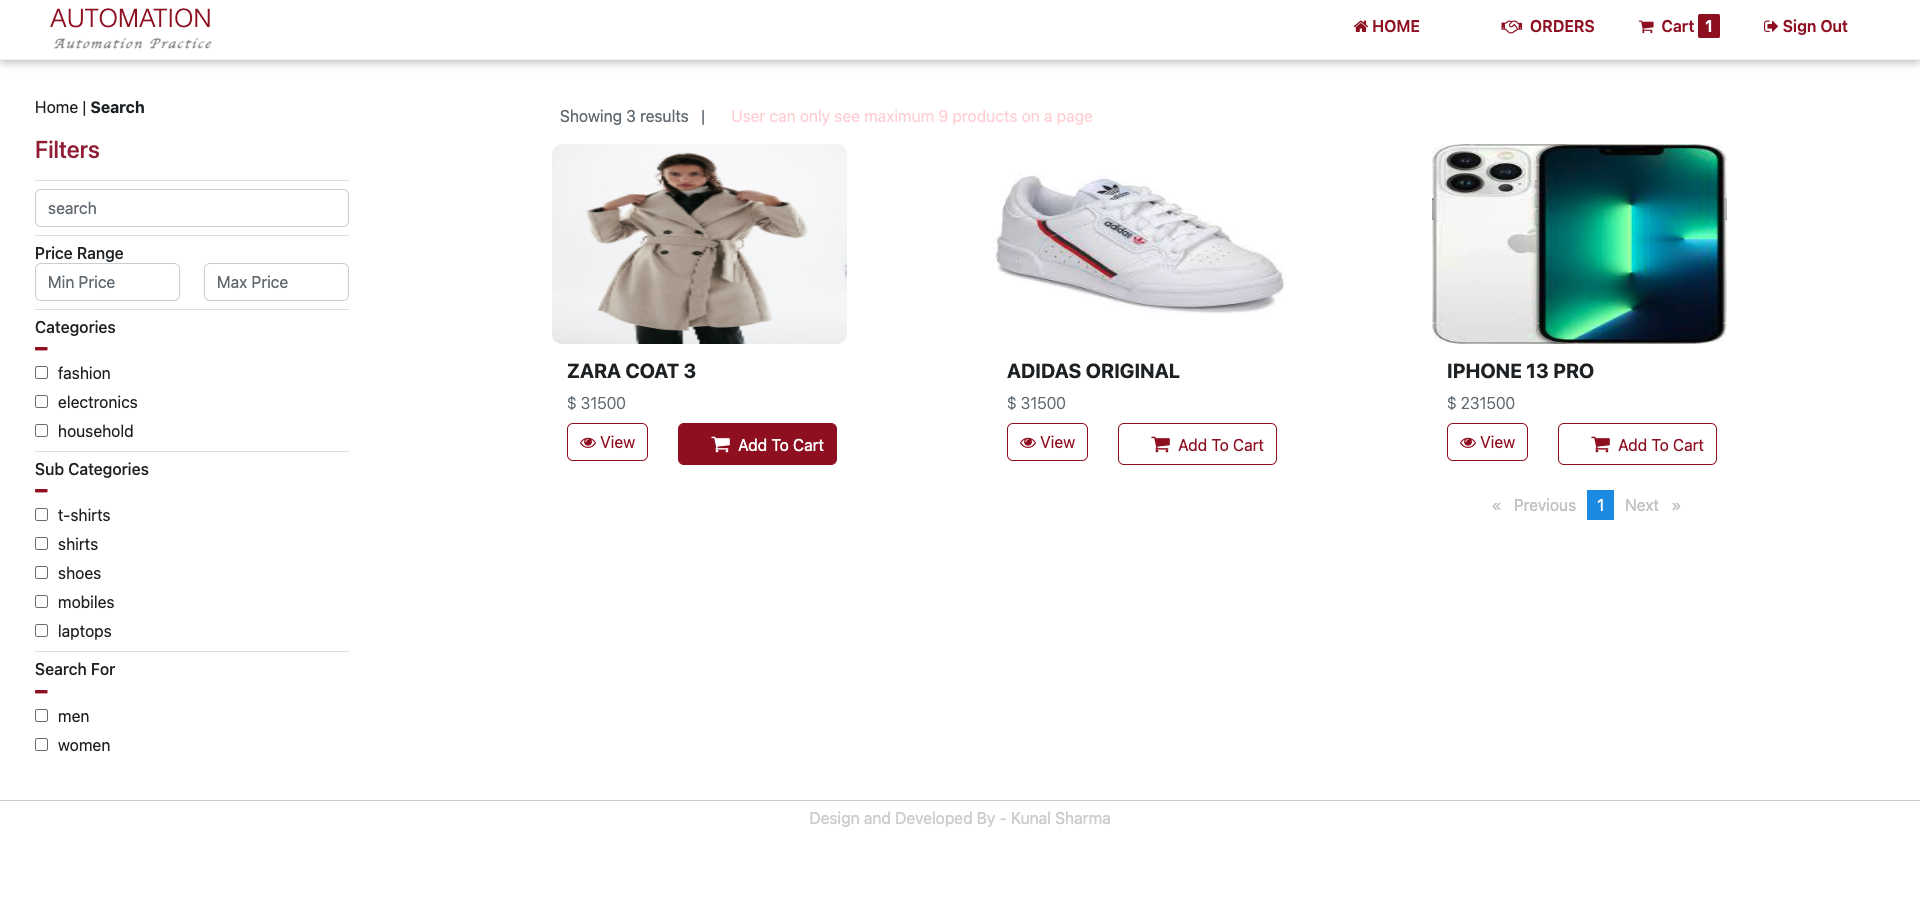 AUTOMATION
Automation Practice
HOME
ORDERS
Cart 1
Sign Out
Home | Search
Filters
search
Price Range
Min Price Max Price
Categories
fashion
electronics
household
Sub Categories
t-shirts
shirts
shoes
mobiles
laptops
Search For
men
women
Showing 3 results | User can only see maximum 9 products on a page
ZARA COAT 3
$ 31500
View Add To Cart
adidas
adidas
ADIDAS ORIGINAL
$ 31500
View Add To Cart
IPHONE 13 PRO
$ 231500
View Add To Cart
« Previous 1 Next »
Design and Developed By - Kunal Sharma